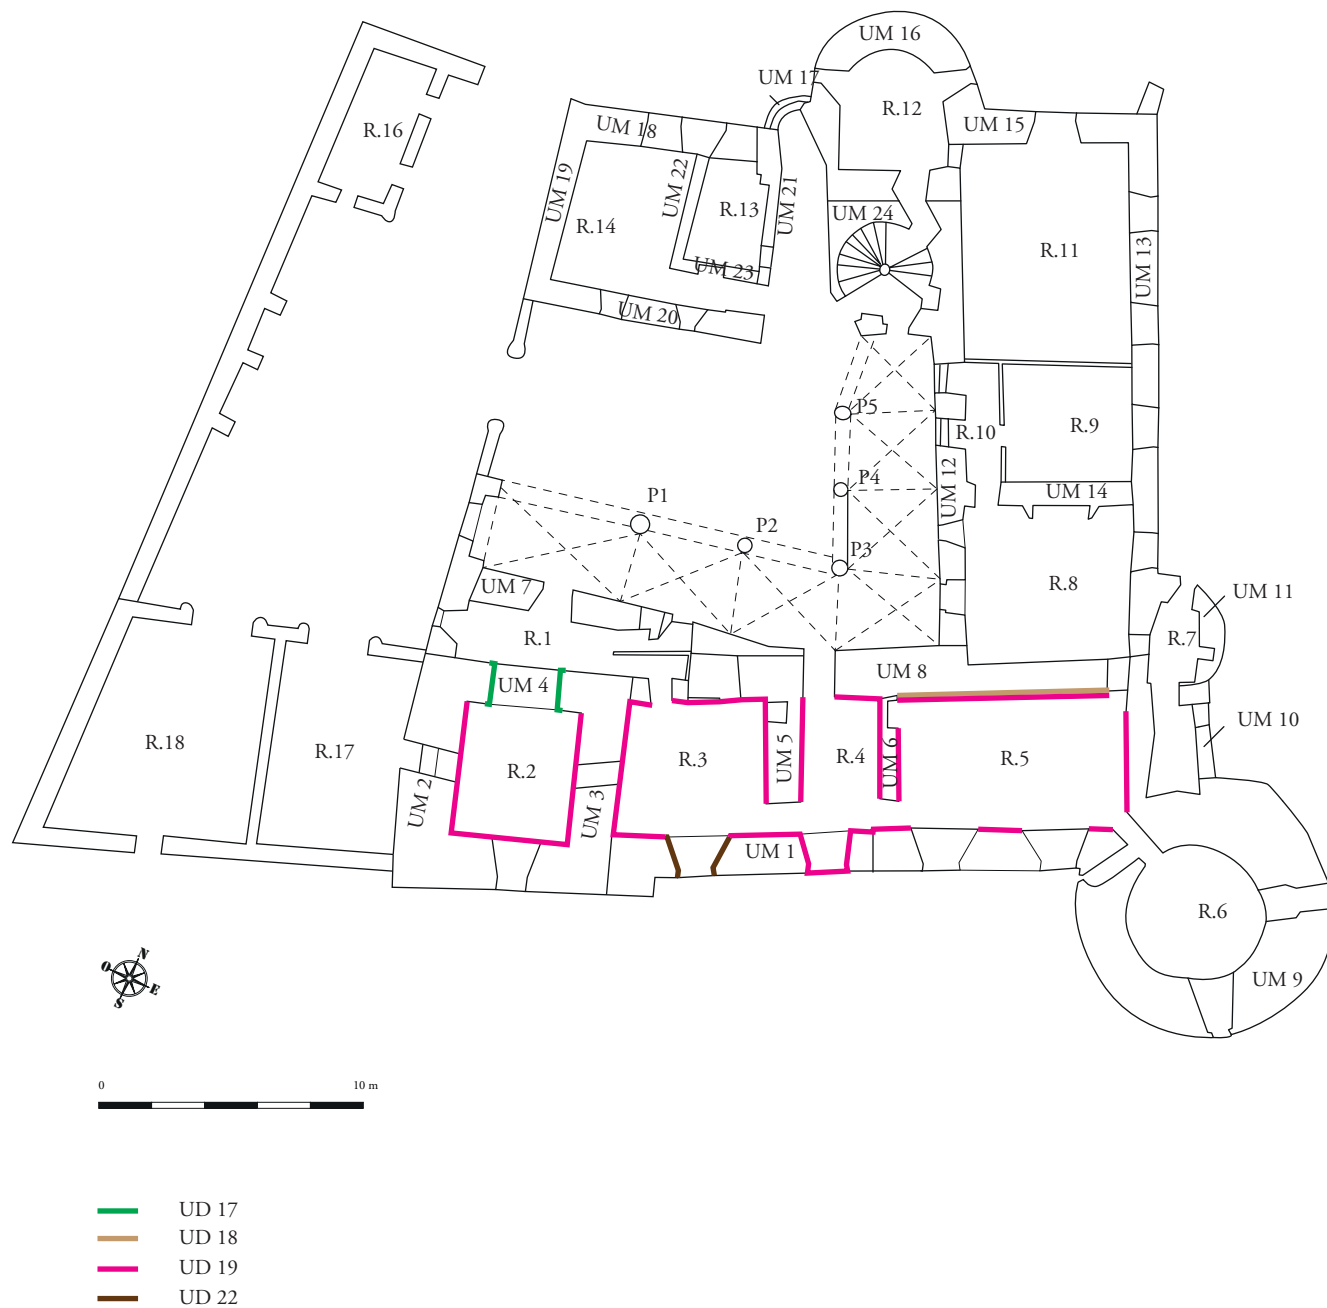 UM 16
UM 17
R.12
R.16
UM 18
UM 15
UM 19
UM 22
R.13
UM 21
R.14
UM 24
R.11
UM 13
UM 23
UM 20
P5
R.10
R.9
P4
UM 12
UM 14
P1
P2
P3
UM 7
R.8
UM 11
R.1
R.7
UM 8
UM 4
R.18
R.17
R.2
R.3
UM 5
R.4
UM 6
R.5
UM 10
UM 2
UM 3
UM 1
R.6
UM 9
N
O
E
S
0 10 m
UD 17
UD 18
UD 19
UD 22